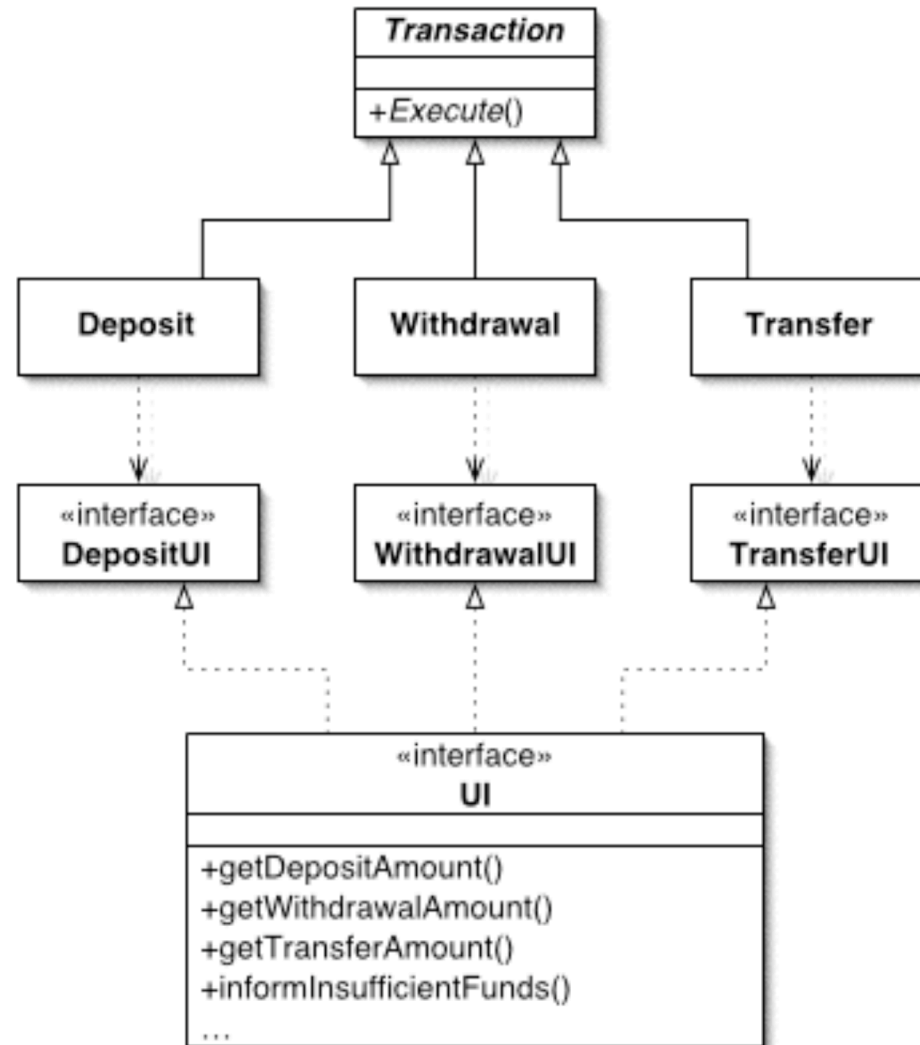 Transaction
+Execute()
Deposit
Withdrawal
Transfer
«interface»
DepositUI
«interface»
WithdrawalUI
«interface»
TransferUI
«interface»
UI
+getDepositAmount()
+getWithdrawalAmount()
+getTransferAmount()
+informInsufficientFunds()
...